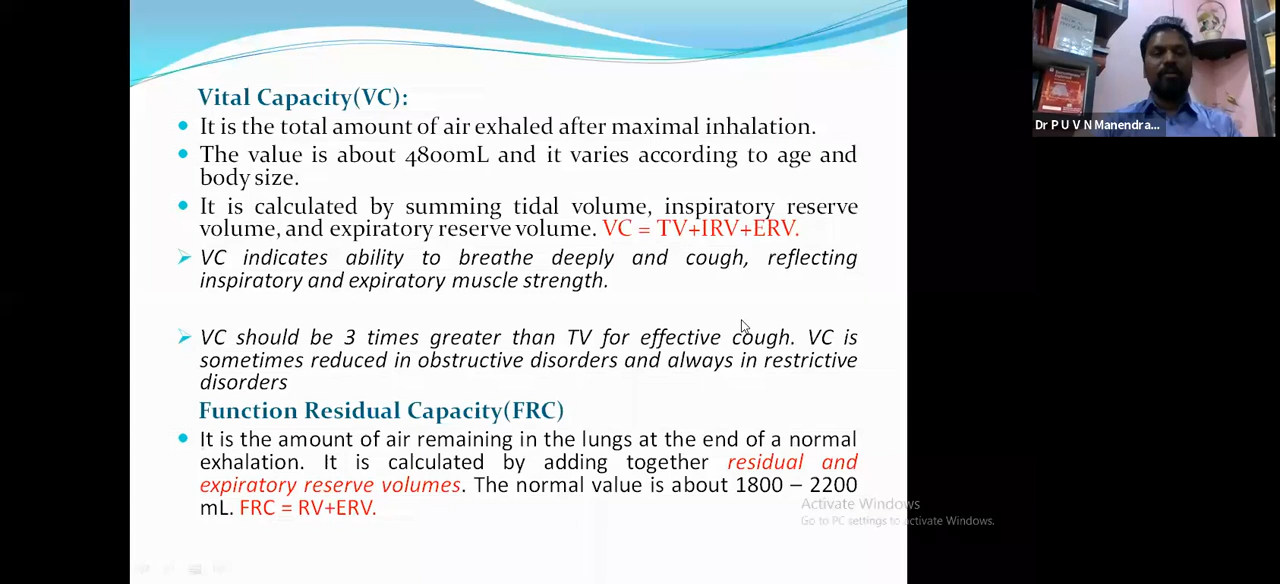 Vital Capacity(VC):
It is the total amount of air exhaled after maximal inhalation.
The value is about 4800mL and it varies according to age and
body size.
It is calculated by summing tidal volume, inspiratory reserve
volume, and expiratory reserve volume. VC = TV+IRV+ERV.
VC indicates ability to breathe deeply and cough, reflecting
inspiratory and expiratory muscle strength.
VC should be 3 times greater than TV for effective cough. VC is
sometimes reduced in obstructive disorders and always in restrictive
disorders
Function Residual Capacity(FRC)
It is the amount of air remaining in the lungs at the end of a normal
exhalation. It is calculated by adding together residual and
expiratory reserve volumes. The normal value is about 1800 – 2200
mL. FRC = RV+ERV.
Activate Windows
Go to PC settings to activate Windows.
Dr P U V N Manendra...